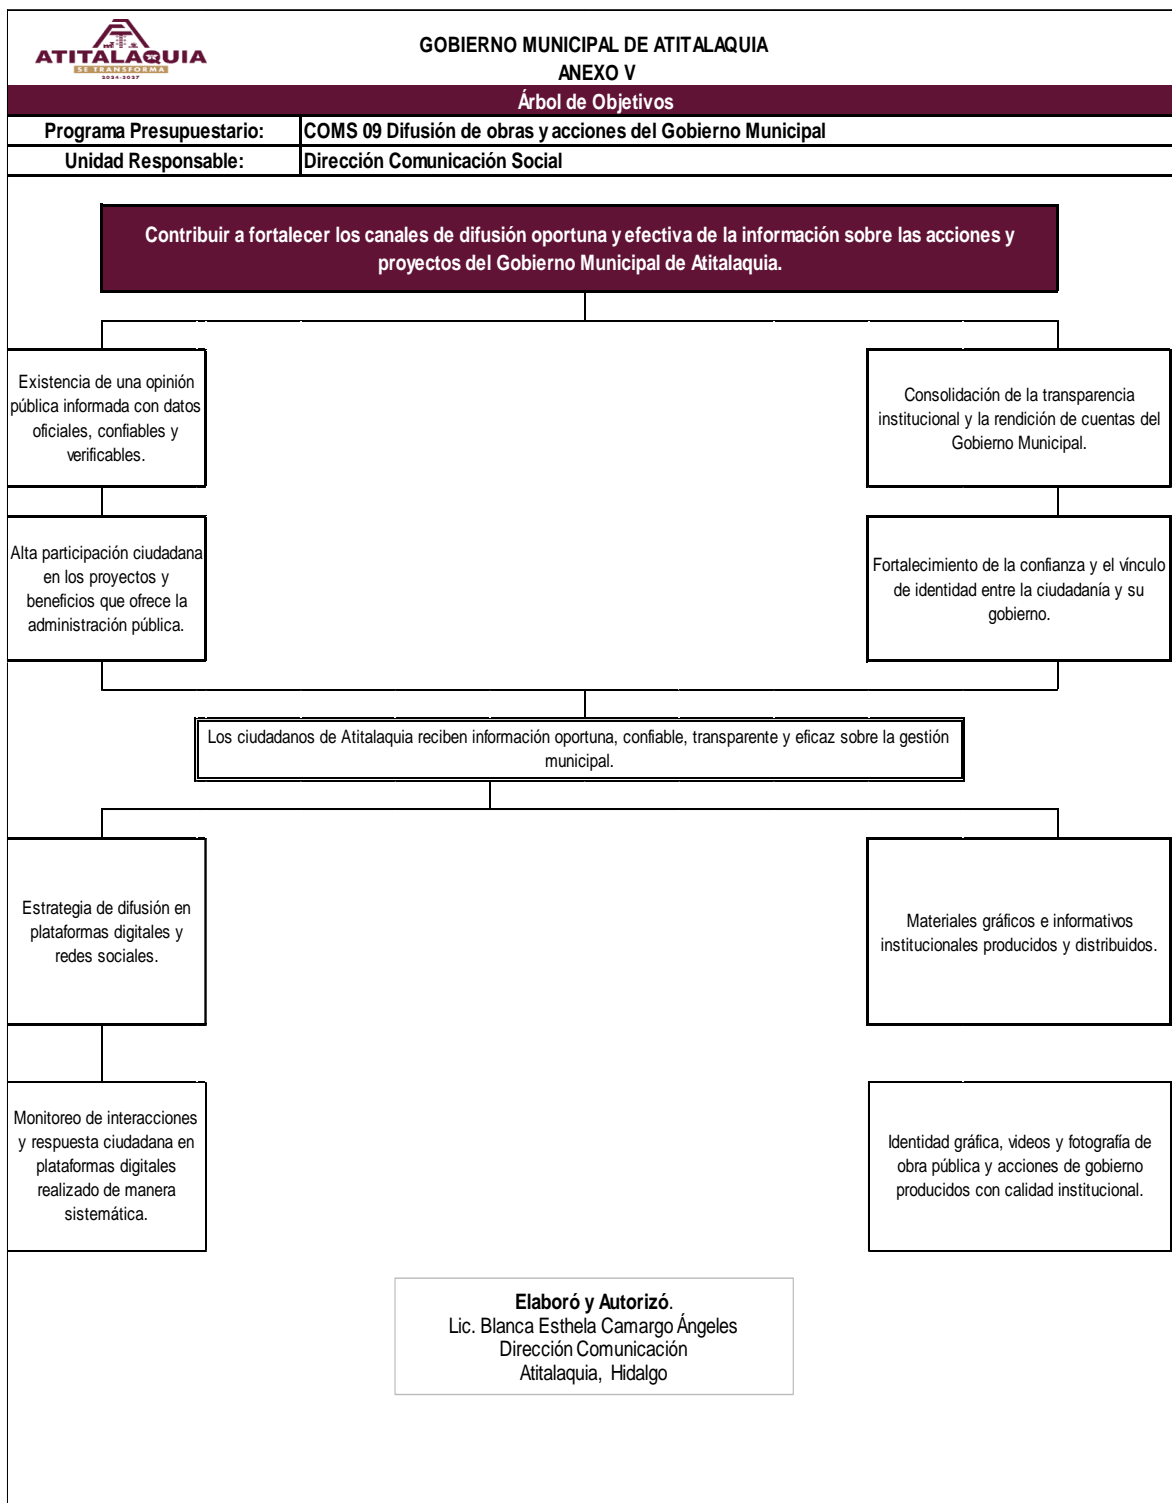 ATITALAQUIA
SE TRANSFORMA
2024-2027
GOBIERNO MUNICIPAL DE ATITALAQUIA
ANEXO V
Árbol de Objetivos
Programa Presupuestario:
COMS 09 Difusión de obras y acciones del Gobierno Municipal
Unidad Responsable:
Dirección Comunicación Social
Contribuir a fortalecer los canales de difusión oportuna y efectiva de la información sobre las acciones y
proyectos del Gobierno Municipal de Atitalaquia.
Existencia de una opinión
pública informada con datos
oficiales, confiables y
verificables.
Consolidación de la transparencia
institucional y la rendición de cuentas del
Gobierno Municipal.
Alta participación ciudadana
en los proyectos y
beneficios que ofrece la
administración pública.
Fortalecimiento de la confianza y el vínculo
de identidad entre la ciudadanía y su
gobierno.
Los ciudadanos de Atitalaquia reciben información oportuna, confiable, transparente y eficaz sobre la gestión
municipal.
Estrategia de difusión en
plataformas digitales y
redes sociales.
Materiales gráficos e informativos
institucionales producidos y distribuidos.
Monitoreo de interacciones
y respuesta ciudadana en
plataformas digitales
realizado de manera
sistemática.
Identidad gráfica, videos y fotografía de
obra pública y acciones de gobierno
producidos con calidad institucional.
Elaboró y Autorizó.
Lic. Blanca Esthela Camargo Ángeles
Dirección Comunicación
Atitalaquia, Hidalgo